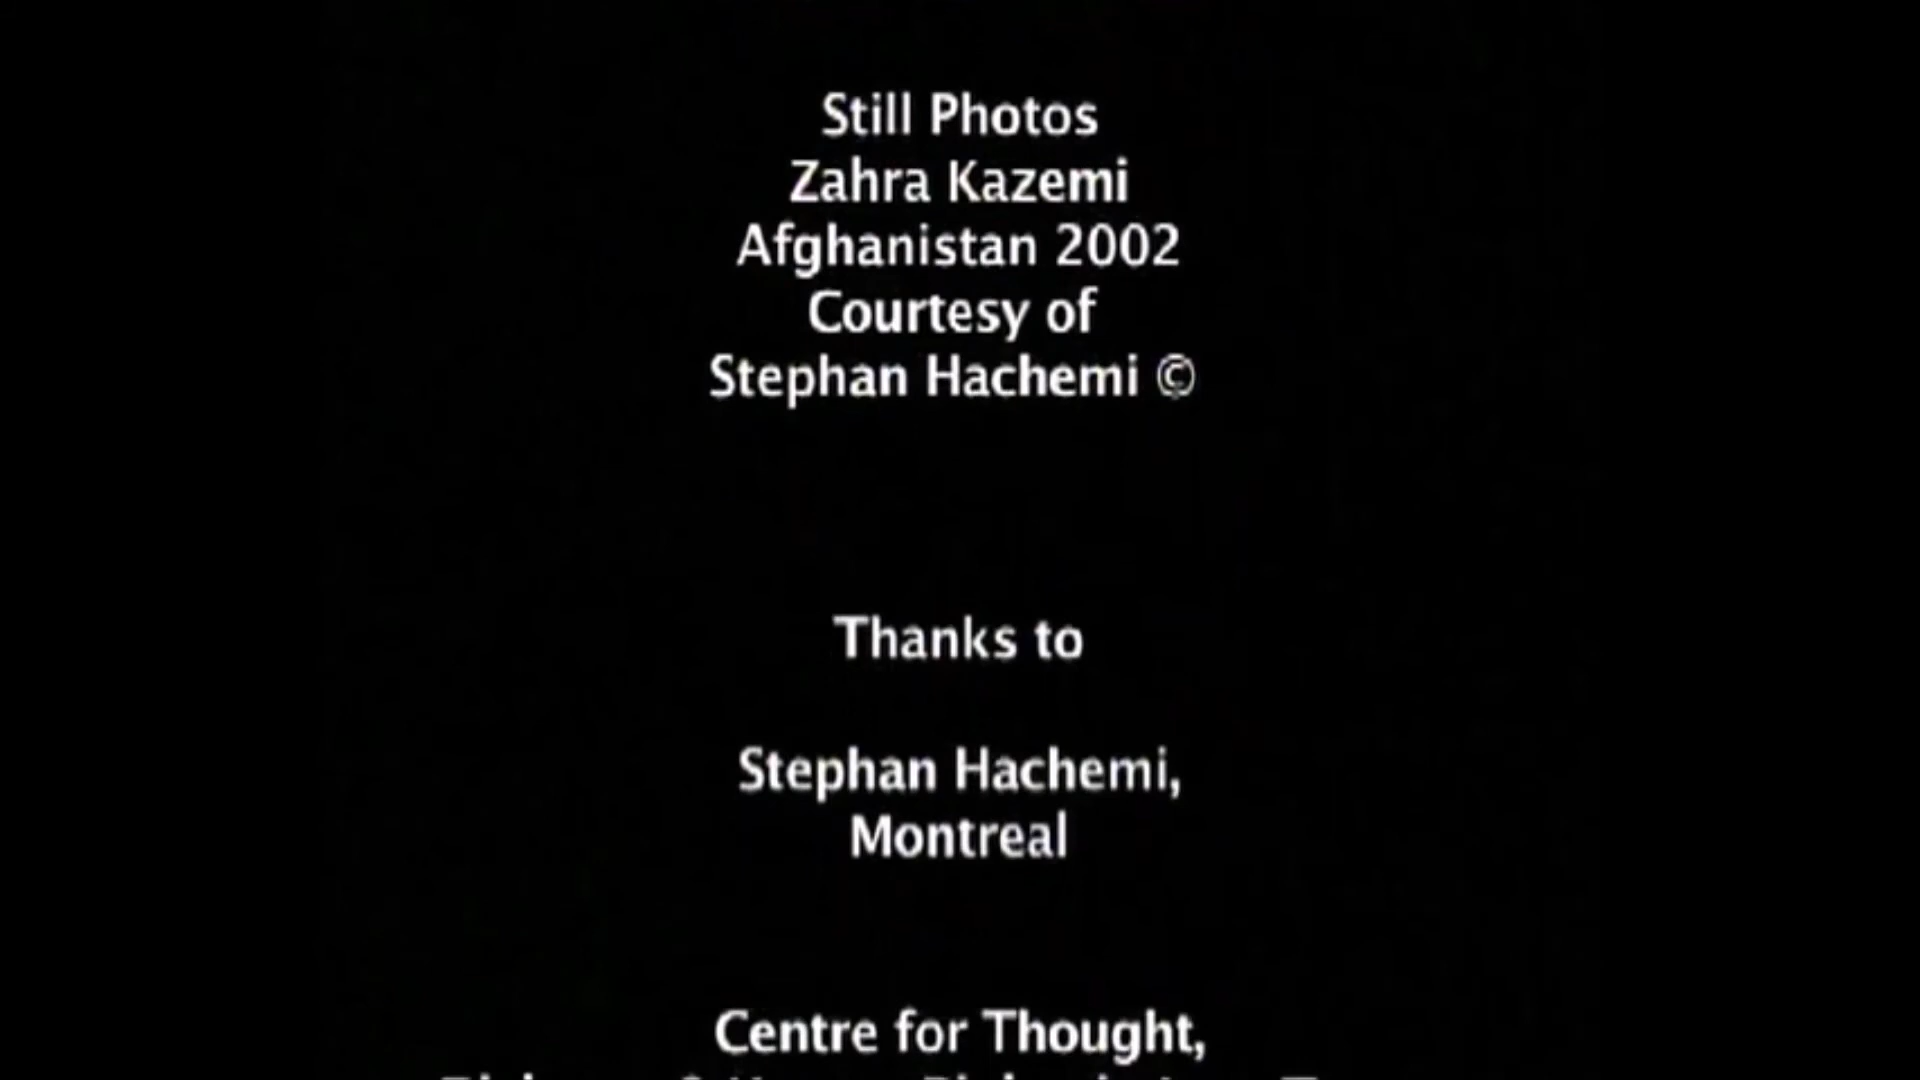 Still Photos
Zahra Kazemi
Afghanistan 2002
Courtesy of
Stephan Hachemi ©
Thanks to
Stephan Hachemi,
Montreal
Centre for Thought,